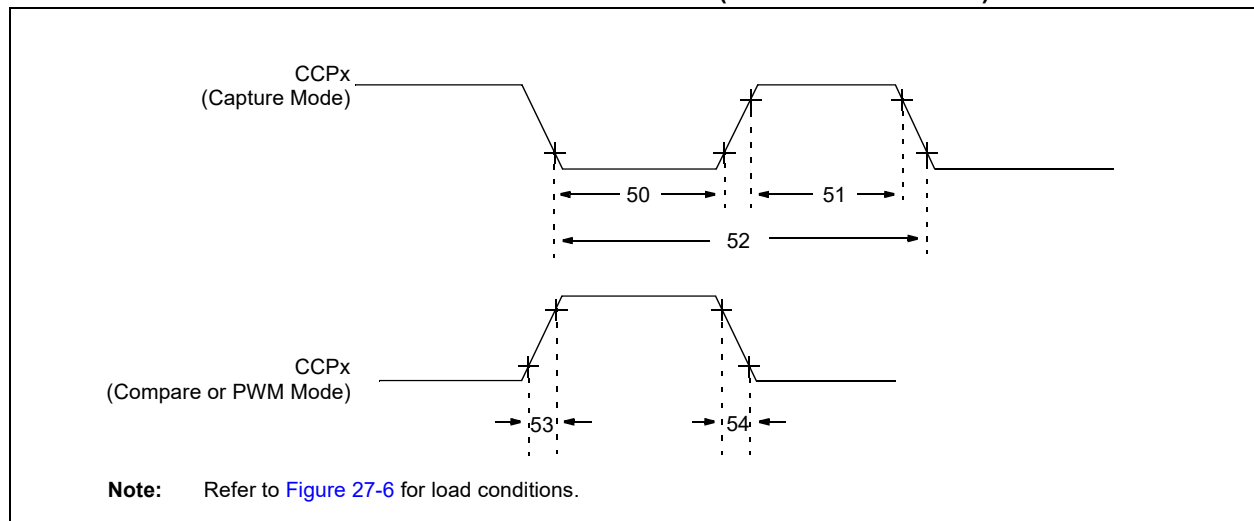 CCPx
(Capture Mode)
50
51
52
CCPx
(Compare or PWM Mode)
53
54
Note: Refer to Figure 27-6 for load conditions.